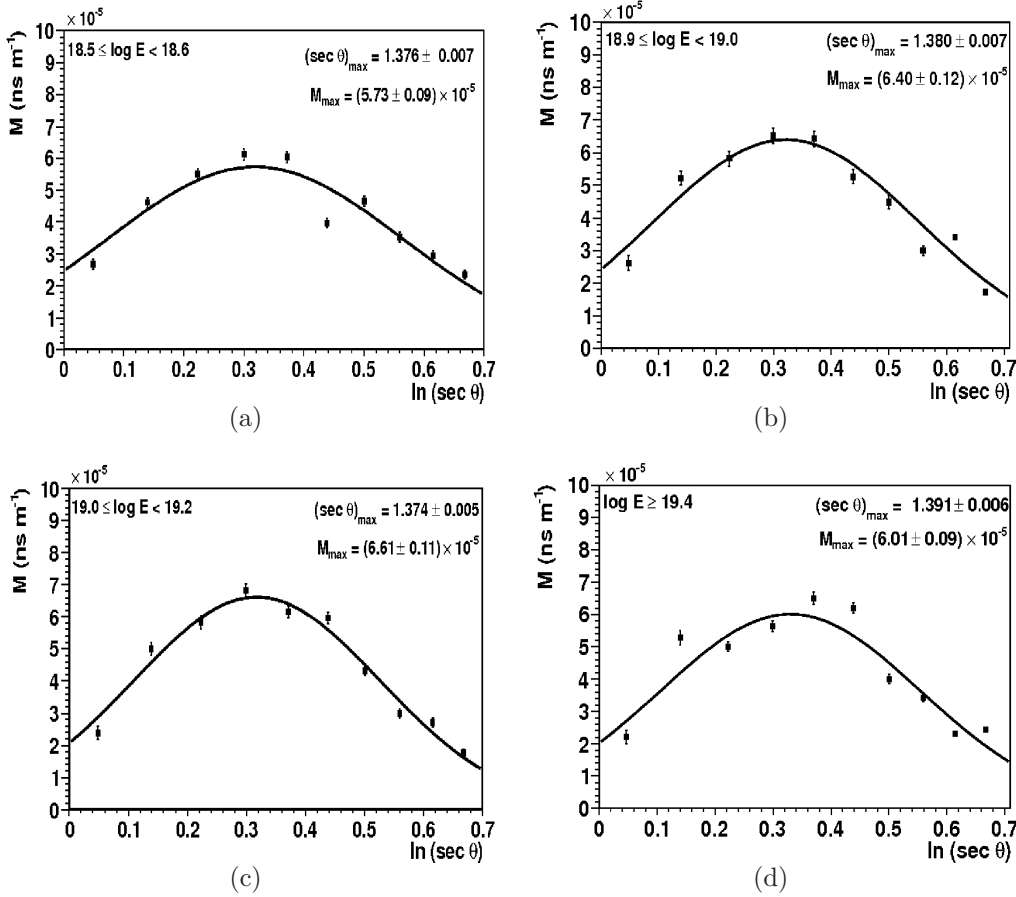 × 10⁻⁵
18.5 ≤ log E < 18.6
(sec θ)max = 1.376 ± 0.007
Mmax = (5.73 ± 0.09) × 10⁻⁵
M (ns m⁻¹)
10
9
8
7
6
5
4
3
2
1
0
0 0.1 0.2 0.3 0.4 0.5 0.6 0.7
ln (sec θ)
(a)
× 10⁻⁵
18.9 ≤ log E < 19.0
(sec θ)max = 1.380 ± 0.007
Mmax = (6.40 ± 0.12) × 10⁻⁵
M (ns m⁻¹)
10
9
8
7
6
5
4
3
2
1
0
0 0.1 0.2 0.3 0.4 0.5 0.6 0.7
ln (sec θ)
(b)
× 10⁻⁵
19.0 ≤ log E < 19.2
(sec θ)max = 1.374 ± 0.005
Mmax = (6.61 ± 0.11) × 10⁻⁵
M (ns m⁻¹)
10
9
8
7
6
5
4
3
2
1
0
0 0.1 0.2 0.3 0.4 0.5 0.6 0.7
ln (sec θ)
(c)
× 10⁻⁵
log E ≥ 19.4
(sec θ)max = 1.391 ± 0.006
Mmax = (6.01 ± 0.09) × 10⁻⁵
M (ns m⁻¹)
10
9
8
7
6
5
4
3
2
1
0
0 0.1 0.2 0.3 0.4 0.5 0.6 0.7
ln (sec θ)
(d)